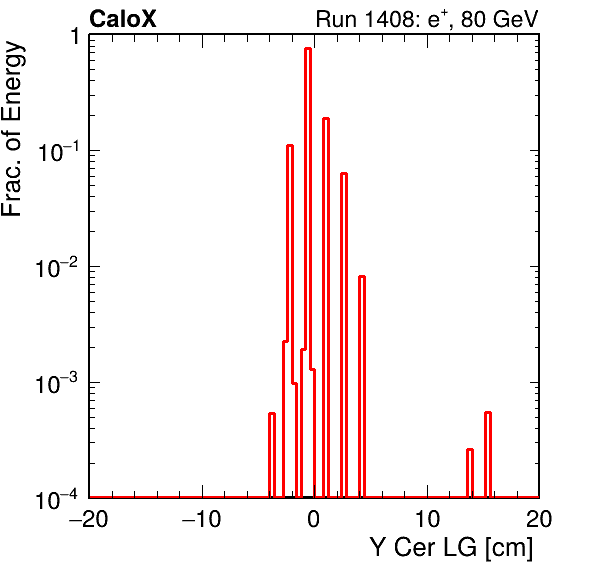 CaloX Run 1408: e⁺, 80 GeV
Frac. of Energy
1
10⁻¹
10⁻²
10⁻³
10⁻⁴
−20 −10 0 10 20
Y Cer LG [cm]